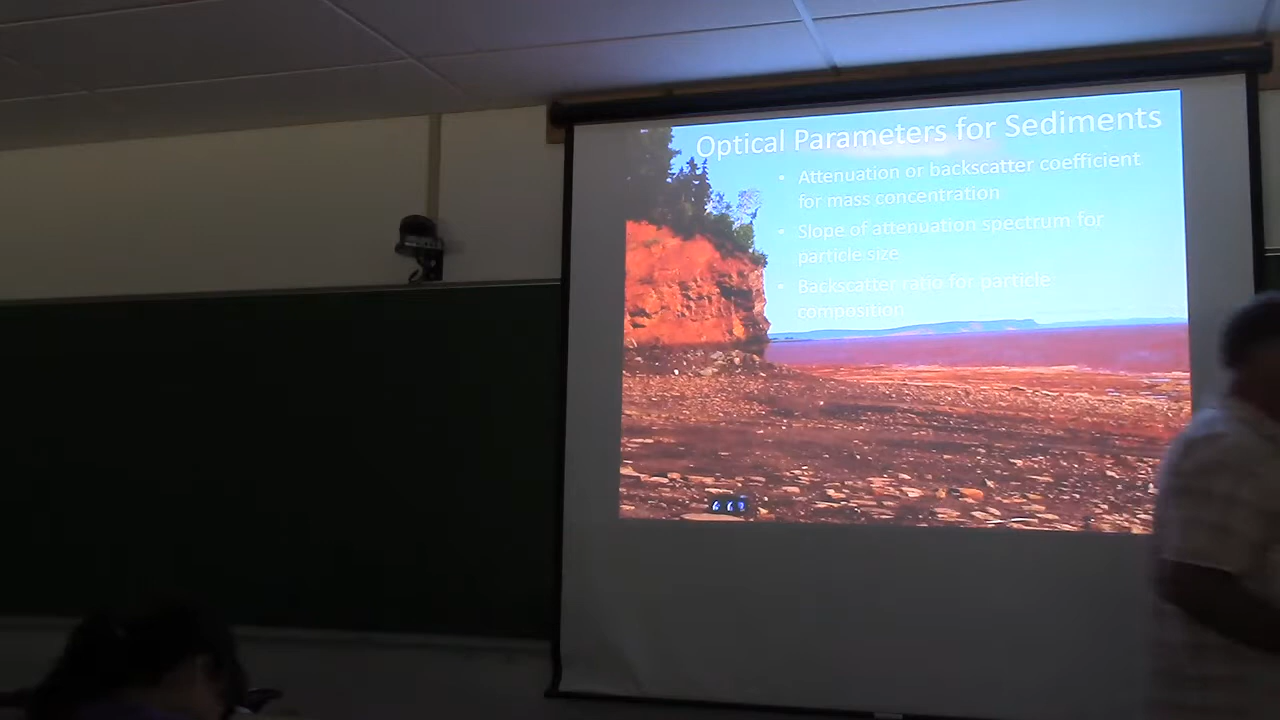 Optical Parameters for Sediments
• Attenuation or backscatter coefficient
for mass concentration
• Slope of attenuation spectrum for
particle size
• Backscatter ratio for particle
composition